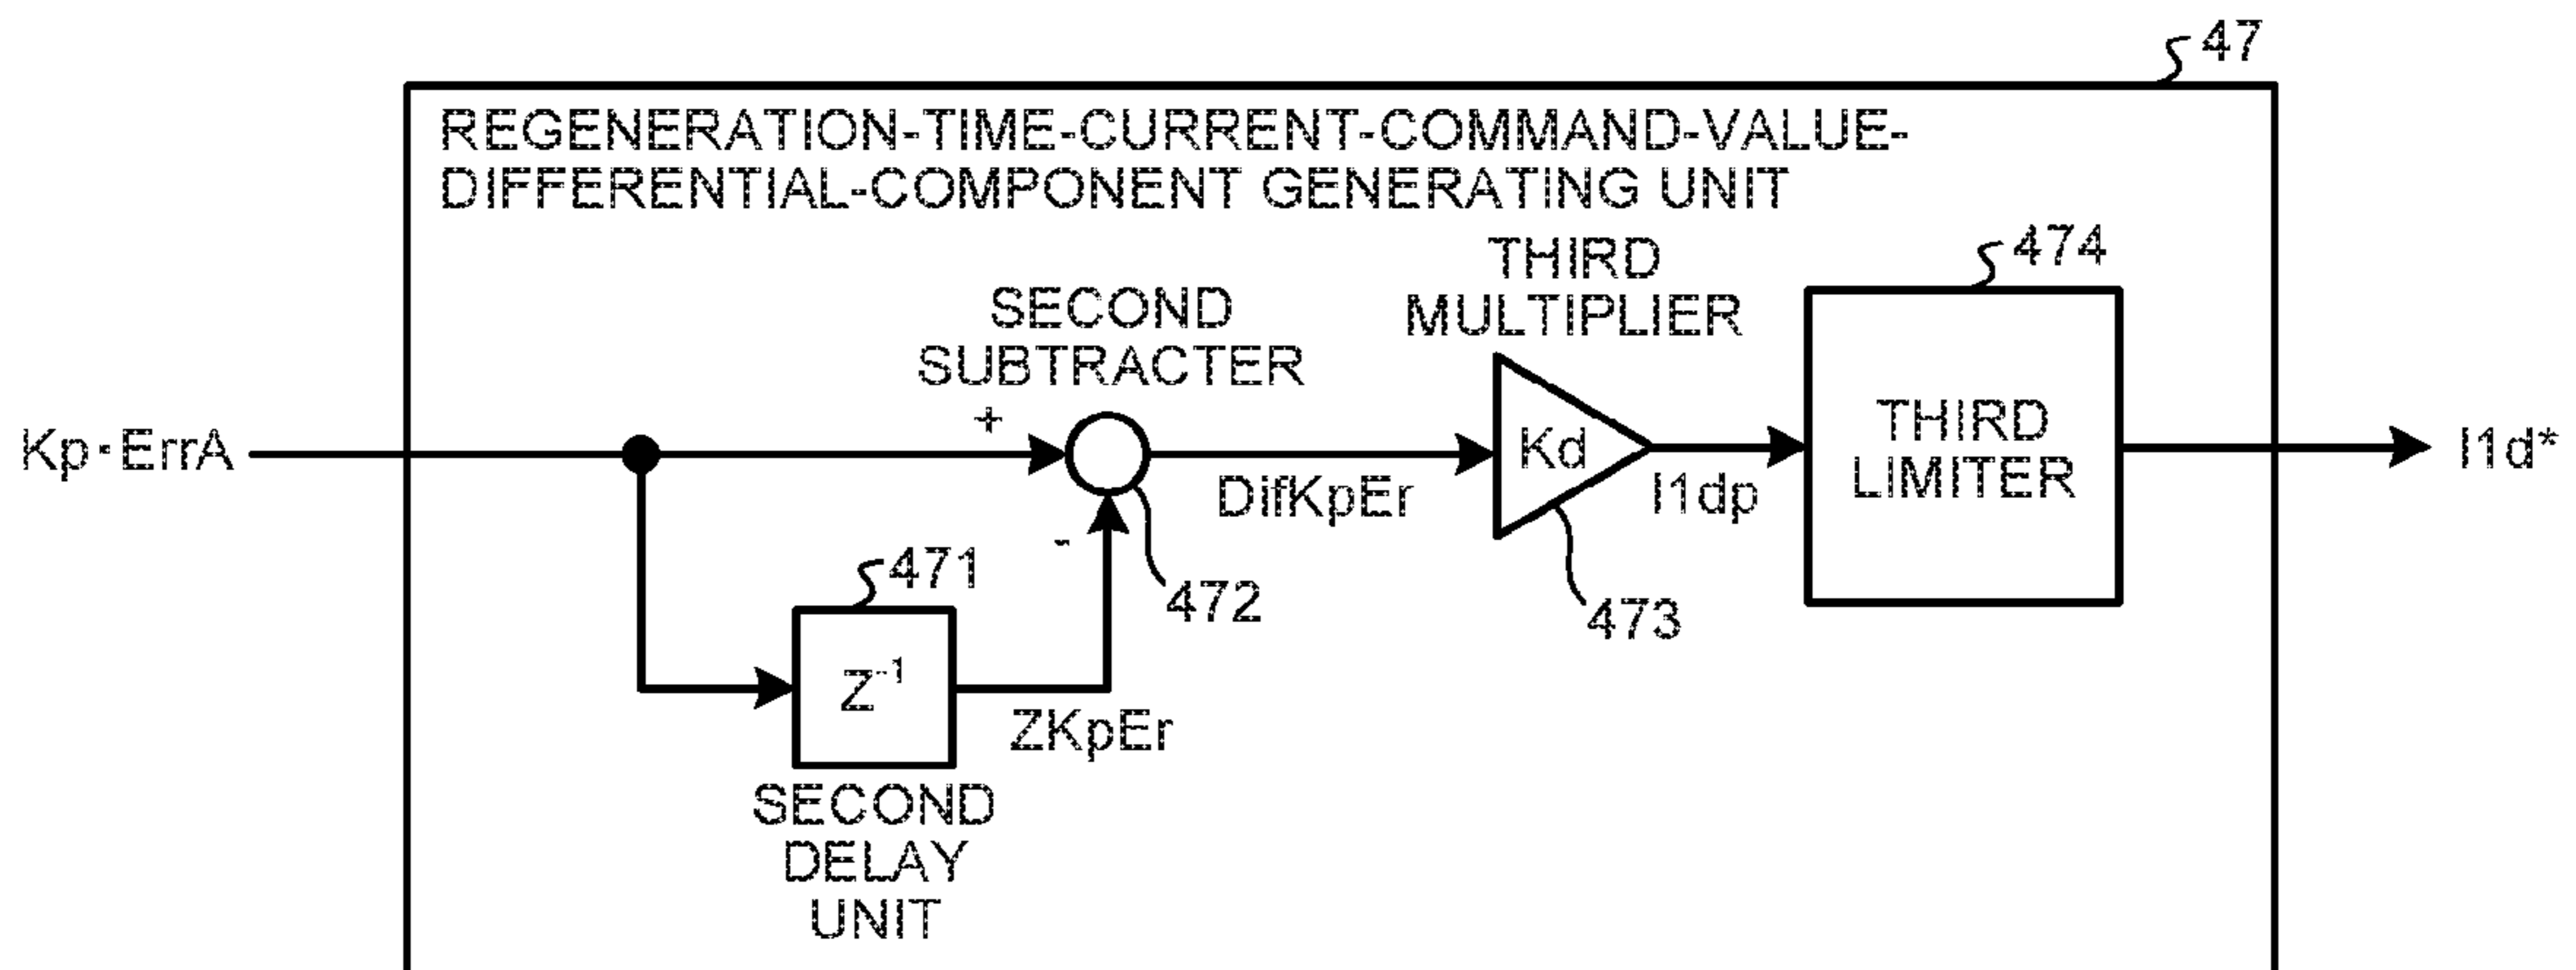 47
REGENERATION-TIME-CURRENT-COMMAND-VALUE-
DIFFERENTIAL-COMPONENT GENERATING UNIT
THIRD
MULTIPLIER
474
SECOND
SUBTRACTER
+
Kp·ErrA
Kd
THIRD
LIMITER
I1d*
DifKpEr
I1dp
-
471
472
473
Z⁻¹
ZKpEr
SECOND
DELAY
UNIT